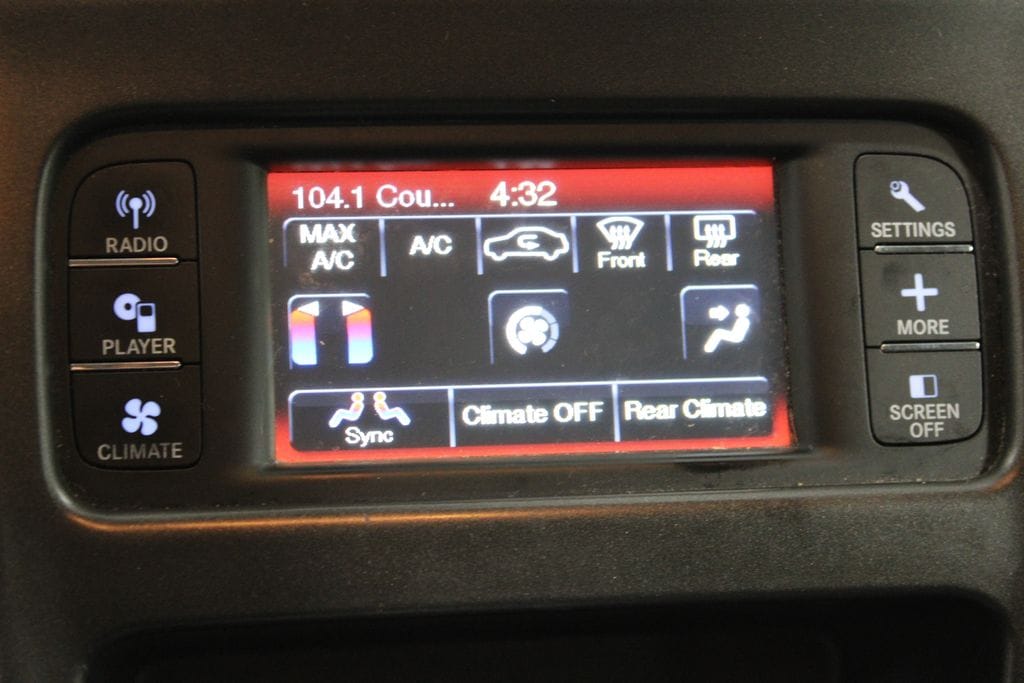 104.1 Cou... 4:32
MAX
A/C
A/C
Front
Rear
Sync
Climate OFF
Rear Climate
RADIO
PLAYER
CLIMATE
SETTINGS
MORE
SCREEN
OFF